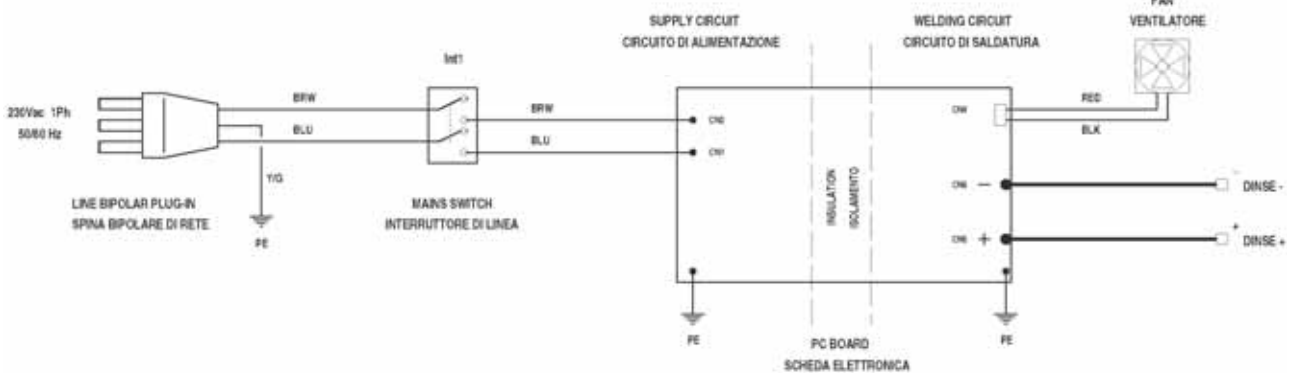 FAN
SUPPLY CIRCUIT
CIRCUITO DI ALIMENTAZIONE
WELDING CIRCUIT
CIRCUITO DI SALDATURA
VENTILATORE
Int1
230Vac 1Ph
50/60 Hz
BRW
BLU
Y/G
PE
BRW
BLU
CN2
CN1
RED
BLK
INSULATION
ISOLAMENTO
-
DINSE -
+
DINSE +
LINE BIPOLAR PLUG-IN
SPINA BIPOLARE DI RETE
MAINS SWITCH
INTERRUTTORE DI LINEA
PE
PE
PC BOARD
SCHEDA ELETTRONICA